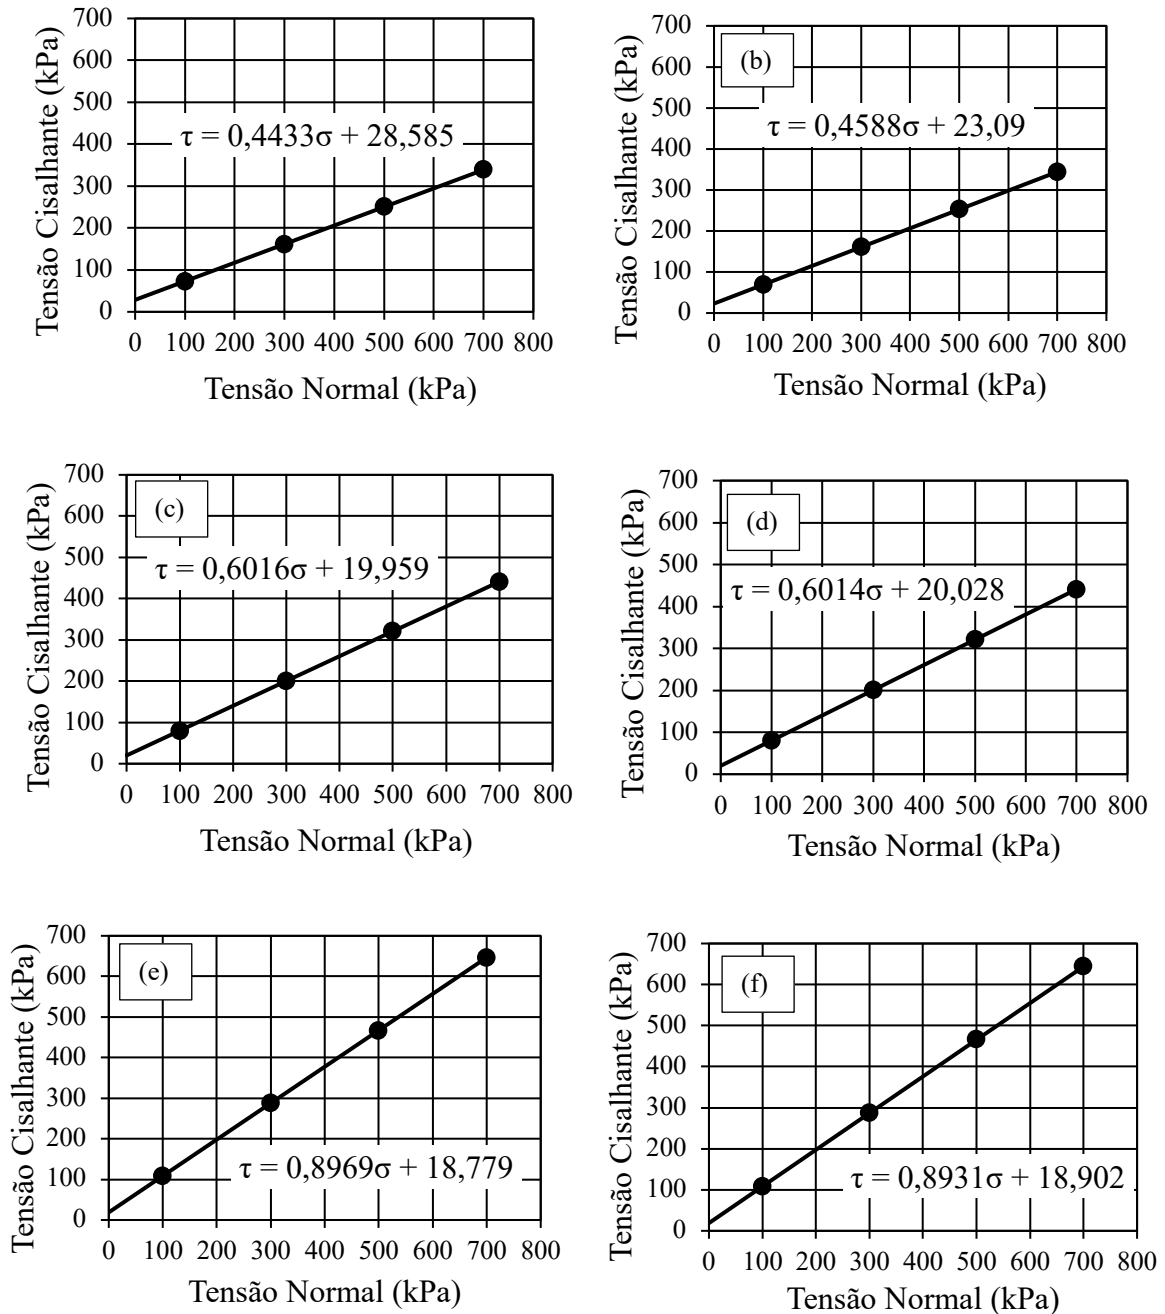 700
600
500
400
300
200
100
0
Tensão Cisalhante (kPa)
τ = 0,4433σ + 28,585
0 100 200 300 400 500 600 700 800
Tensão Normal (kPa)
700
600
500
400
300
200
100
0
Tensão Cisalhante (kPa)
(b)
τ = 0,4588σ + 23,09
0 100 200 300 400 500 600 700 800
Tensão Normal (kPa)
700
600
500
400
300
200
100
0
Tensão Cisalhante (kPa)
(c)
τ = 0,6016σ + 19,959
0 100 200 300 400 500 600 700 800
Tensão Normal (kPa)
700
600
500
400
300
200
100
0
Tensão Cisalhante (kPa)
(d)
τ = 0,6014σ + 20,028
0 100 200 300 400 500 600 700 800
Tensão Normal (kPa)
700
600
500
400
300
200
100
0
Tensão Cisalhante (kPa)
(e)
τ = 0,8969σ + 18,779
0 100 200 300 400 500 600 700 800
Tensão Normal (kPa)
700
600
500
400
300
200
100
0
Tensão Cisalhante (kPa)
(f)
τ = 0,8931σ + 18,902
0 100 200 300 400 500 600 700 800
Tensão Normal (kPa)